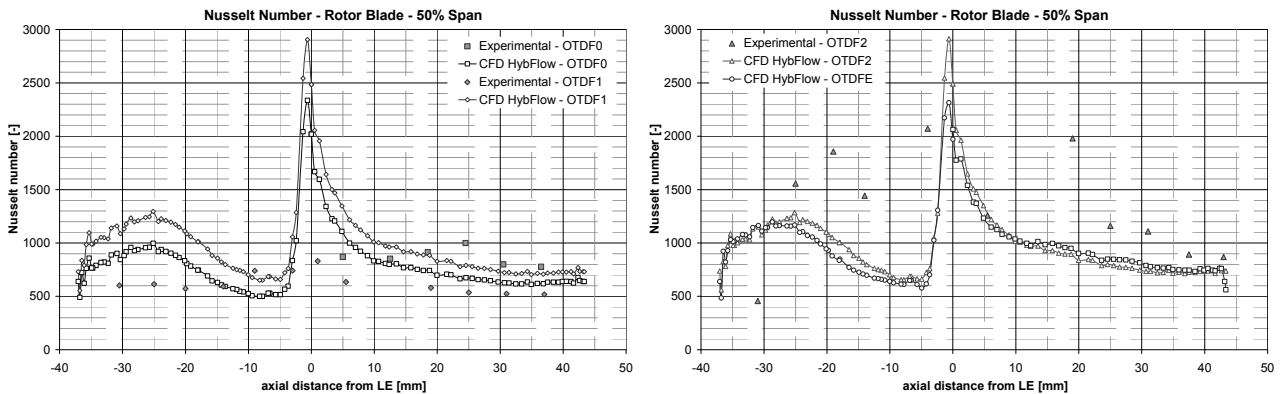 Nusselt Number - Rotor Blade - 50% Span
3000
2500
2000
1500
1000
500
0
Nusselt number [-]
Experimental - OTDF0
CFD HybFlow - OTDF0
Experimental - OTDF1
CFD HybFlow - OTDF1
-40 -30 -20 -10 0 10 20 30 40 50
axial distance from LE [mm]
Nusselt Number - Rotor Blade - 50% Span
3000
2500
2000
1500
1000
500
0
Nusselt number [-]
Experimental - OTDF2
CFD HybFlow - OTDF2
CFD HybFlow - OTDFE
-40 -30 -20 -10 0 10 20 30 40 50
axial distance from LE [mm]